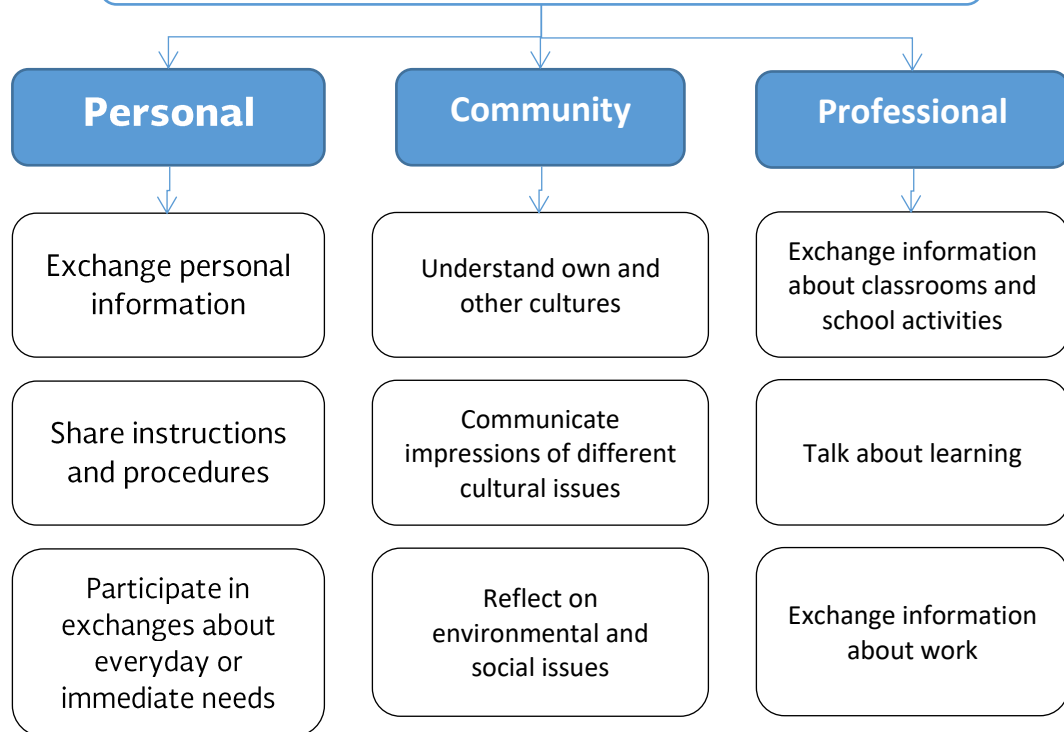 Personal
Community
Professional
Exchange personal
information
Understand own and
other cultures
Exchange information
about classrooms and
school activities
Share instructions
and procedures
Communicate
impressions of different
cultural issues
Talk about learning
Participate in
exchanges about
everyday or
immediate needs
Reflect on
environmental and
social issues
Exchange information
about work